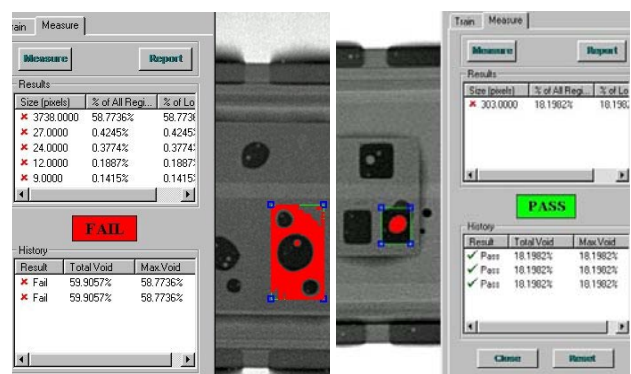 ain Measure
Measure Report
Results
Size (pixels) % of All Regi... % of Lo
3738.0000 58.7736% 58.773
27.0000 0.4245% 0.4245
24.0000 0.3774% 0.3774
12.0000 0.1887% 0.1887
9.0000 0.1415% 0.1415
FAIL
History
Result Total Void Max.Void
Fail 59.9057% 58.7736%
Fail 59.9057% 58.7736%
Train Measure
Measure Report
Results
Size (pixels) % of All Regi... % of Lo
303.0000 18.1982% 18.198
PASS
History
Result Total Void Max.Void
Pass 18.1982% 18.1982%
Pass 18.1982% 18.1982%
Pass 18.1982% 18.1982%
Close Reset